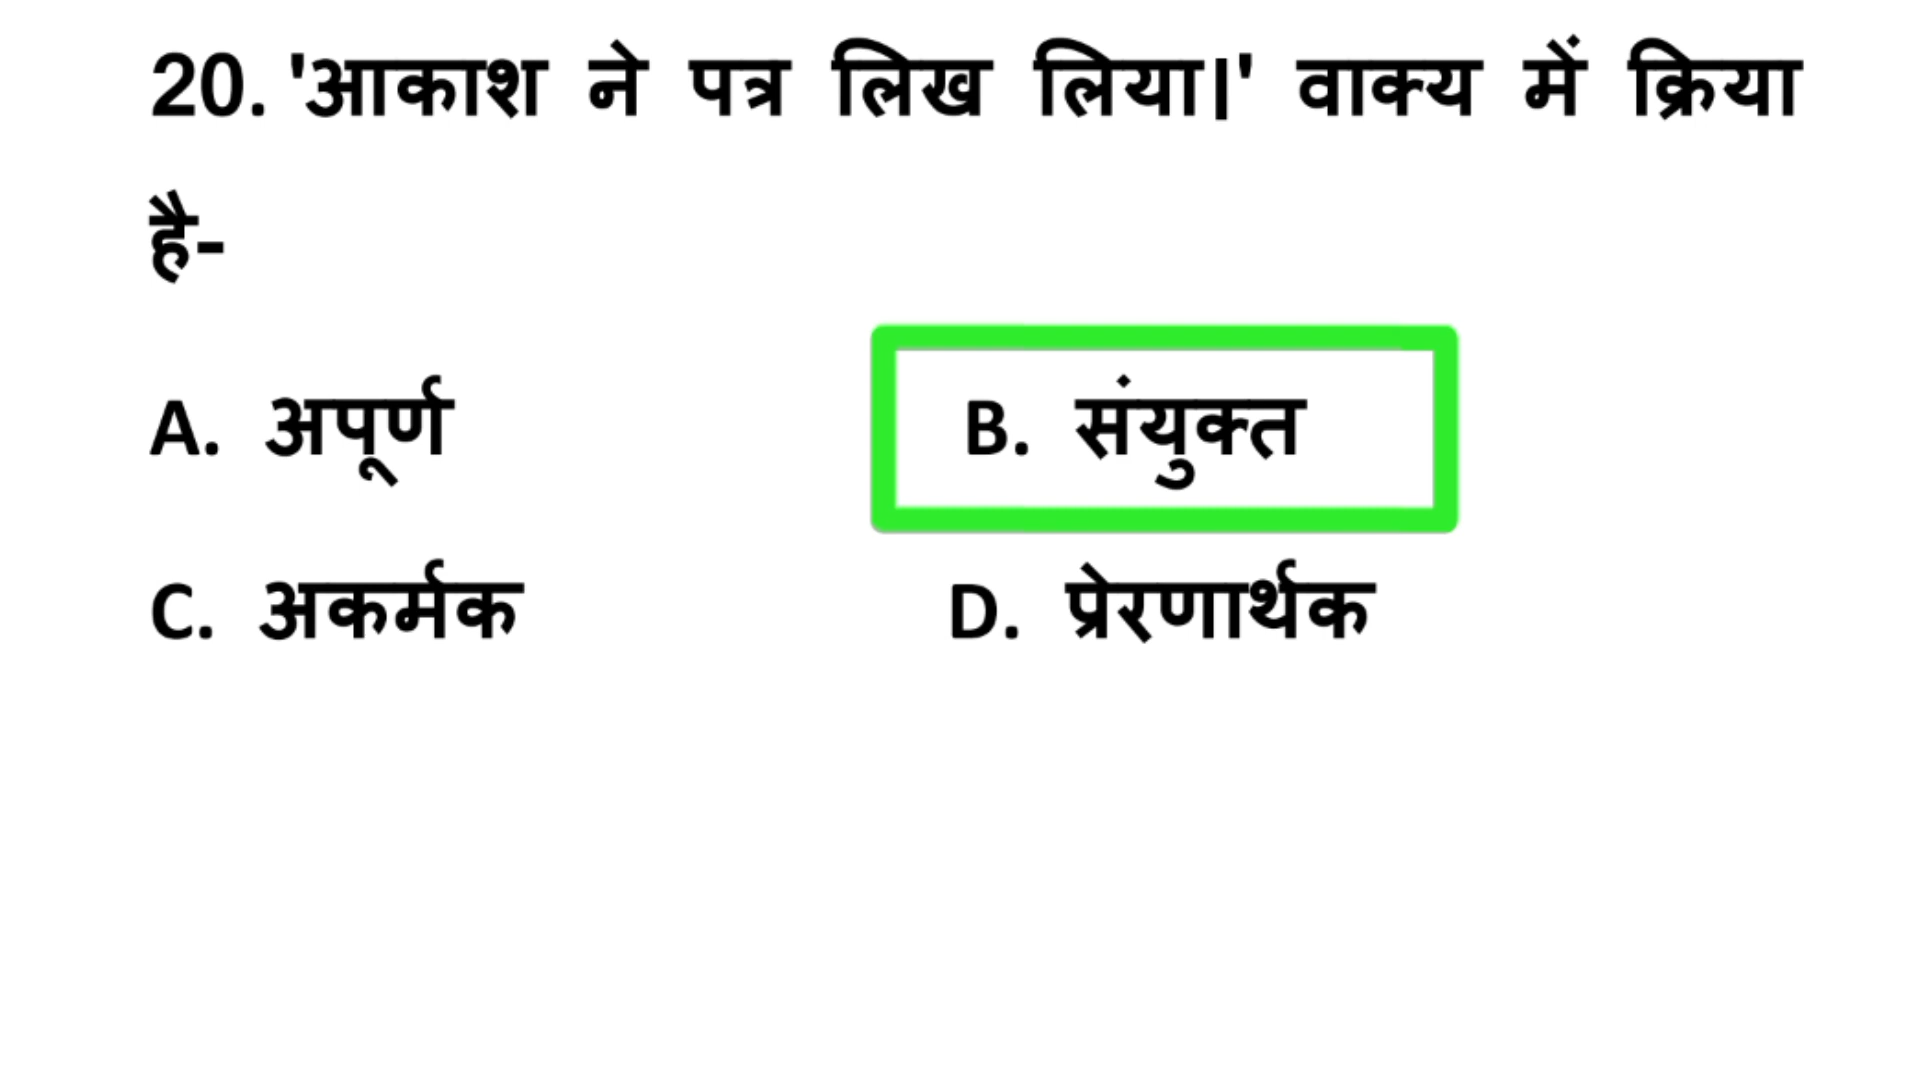 20. 'आकाश ने पत्र लिख लिया।' वाक्य में क्रिया
है-
A. अपूर्ण B. संयुक्त
C. अकर्मक D. प्रेरणार्थक